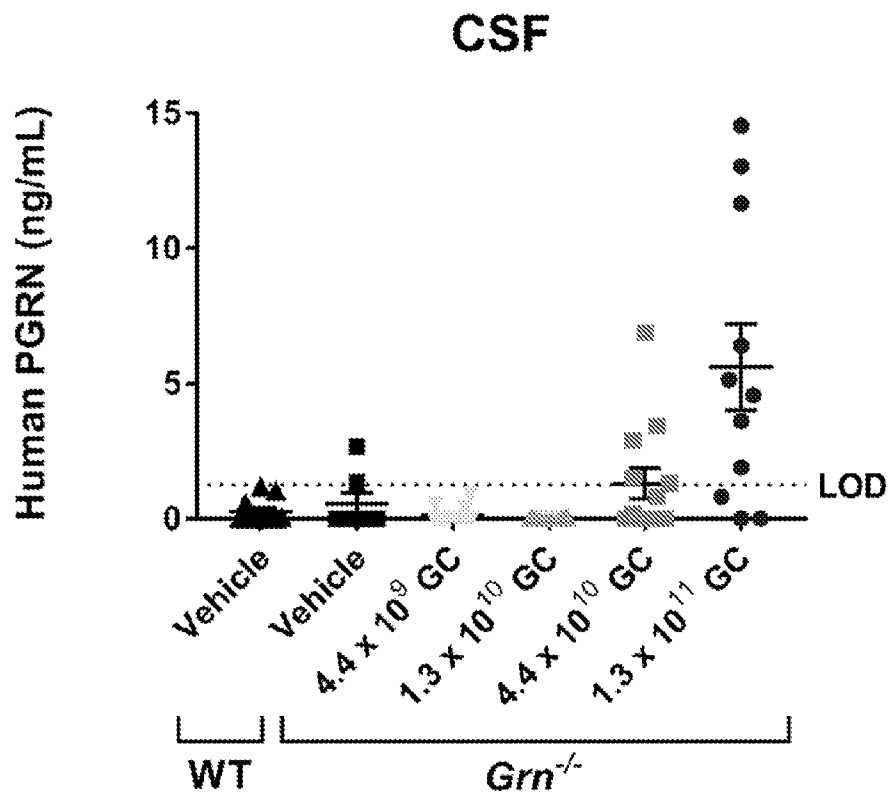 CSF
Human PGRN (ng/mL)
15
10
5
0
LOD
Vehicle
Vehicle
4.4 x 10⁹ GC
1.3 x 10¹⁰ GC
4.4 x 10¹⁰ GC
1.3 x 10¹¹ GC
WT
Grn⁻/⁻